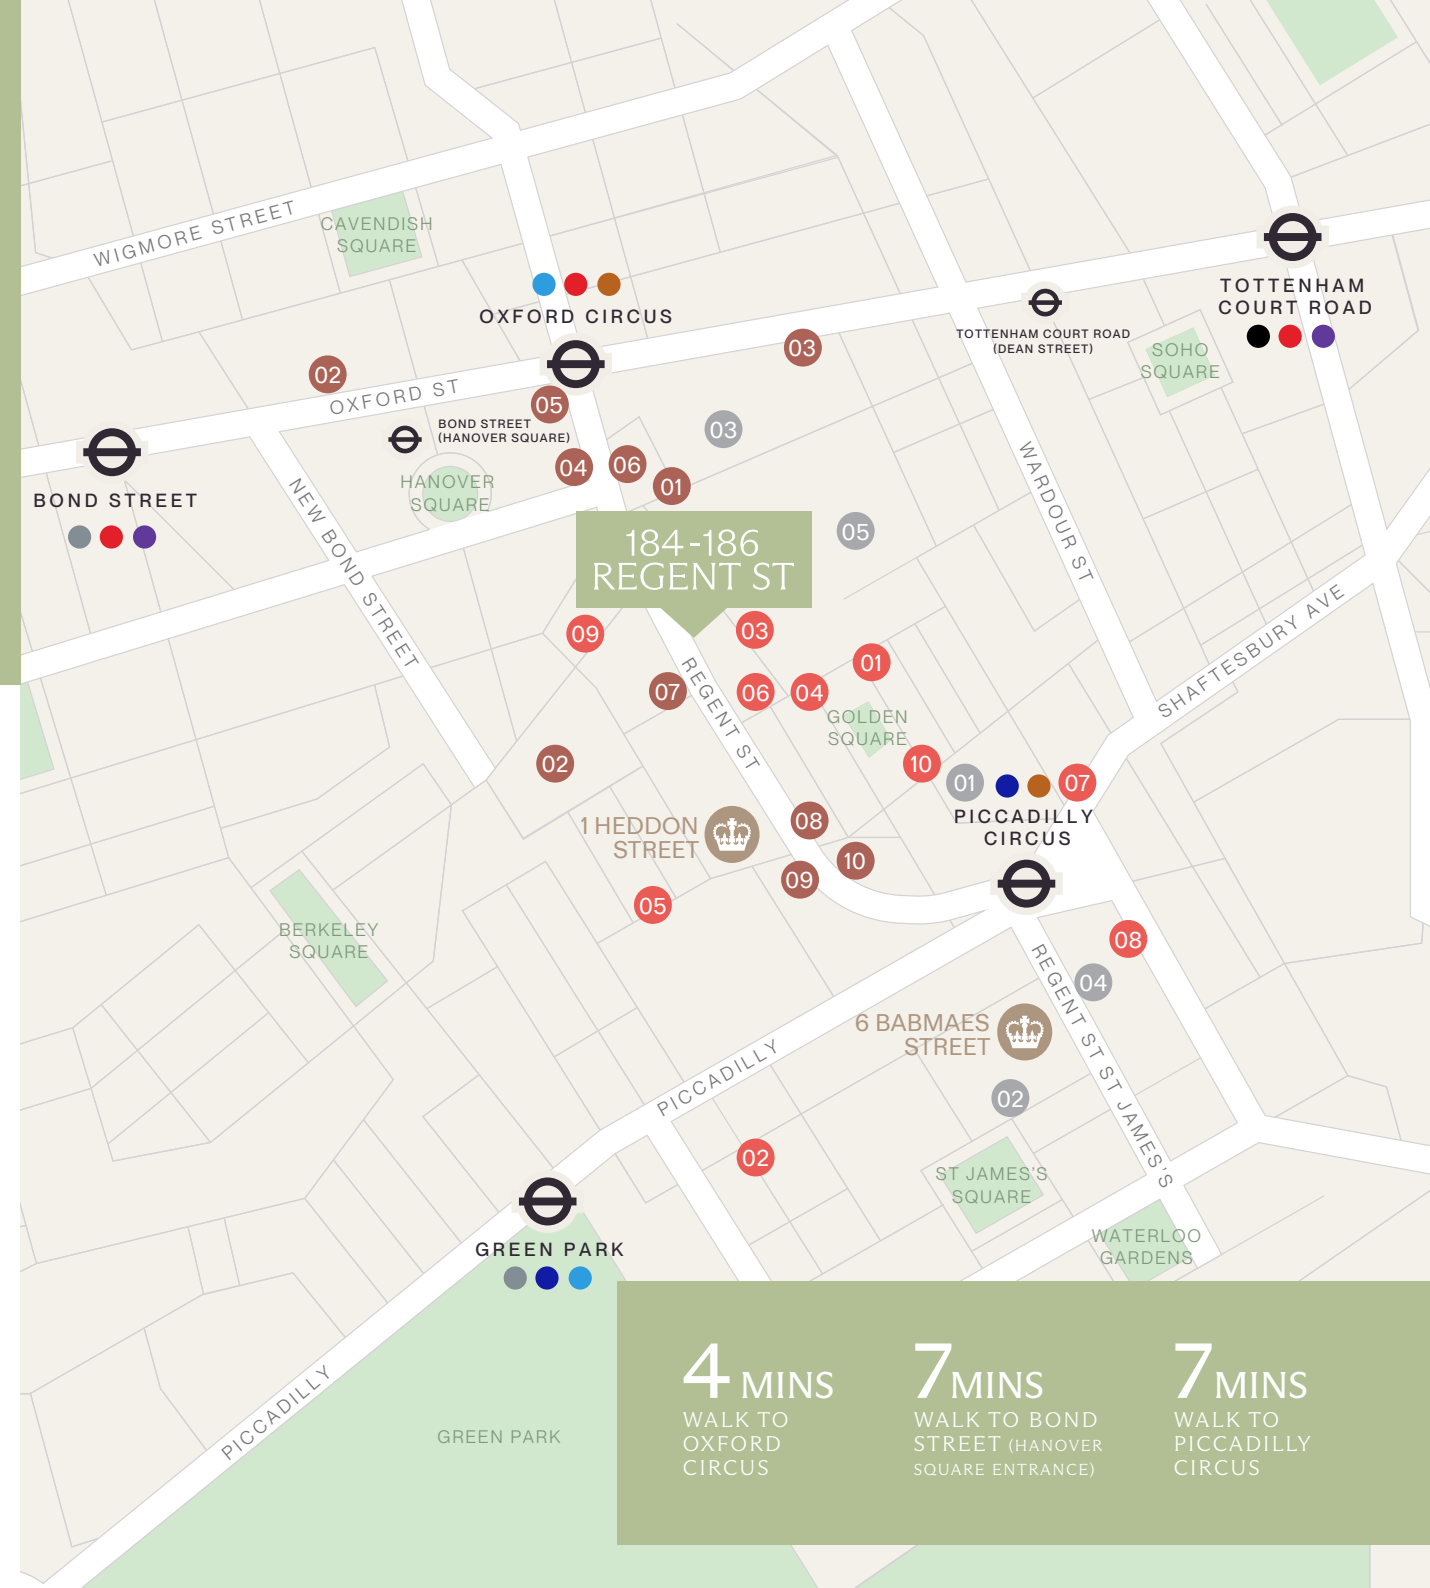 WIGMORE STREET
CAVENDISH
SQUARE
OXFORD CIRCUS
TOTTENHAM
COURT ROAD
TOTTENHAM COURT ROAD
(DEAN STREET)
SOHO
SQUARE
03
02
OXFORD ST
05
BOND STREET
(HANOVER SQUARE)
03
04
06
01
HANOVER
SQUARE
BOND STREET
NEW BOND STREET
WARDOUR ST
184-186
REGENT ST
05
SHAFTESBURY AVE
09
03
01
07
06
04
REGENT ST
GOLDEN
SQUARE
02
10
01
07
PICCADILLY
CIRCUS
1 HEDDON
STREET
08
10
09
05
BERKELEY
SQUARE
08
04
REGENT ST ST JAMES'S
6 BABMAES
STREET
PICCADILLY
02
02
ST JAMES'S
SQUARE
WATERLOO
GARDENS
GREEN PARK
PICCADILLY
GREEN PARK
4 MINS
WALK TO
OXFORD
CIRCUS
7 MINS
WALK TO BOND
STREET (HANOVER
SQUARE ENTRANCE)
7 MINS
WALK TO
PICCADILLY
CIRCUS